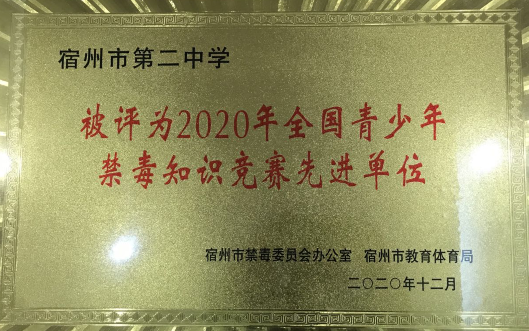 宿州市第二中学
被评为2020年全国青少年
禁毒知识竞赛先进单位
宿州市禁毒委员会办公室 宿州市教育体育局
二〇二〇年十二月